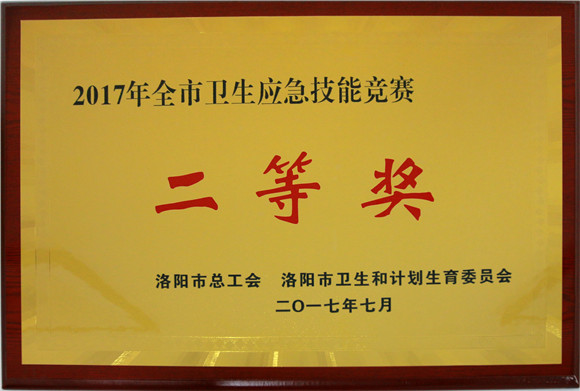 2017年全市卫生应急技能竞赛
二等奖
洛阳市总工会 洛阳市卫生和计划生育委员会
二〇一七年七月